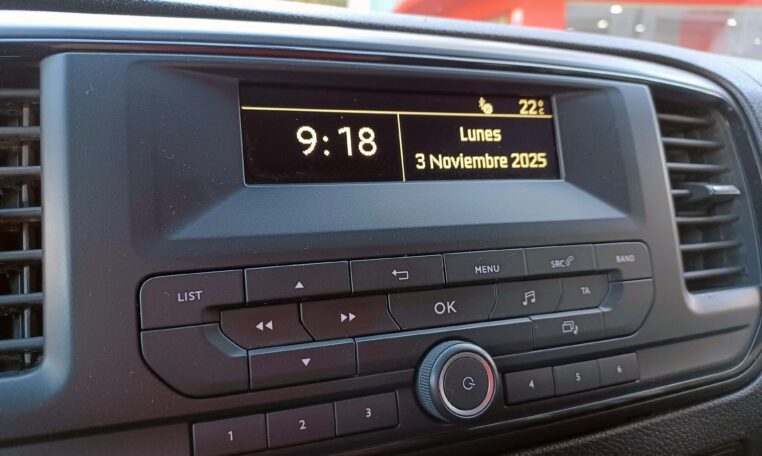 22°C
9:18
Lunes
3 Noviembre 2025
LIST
MENU
SRC
BAND
OK
TA
1
2
3
4
5
6